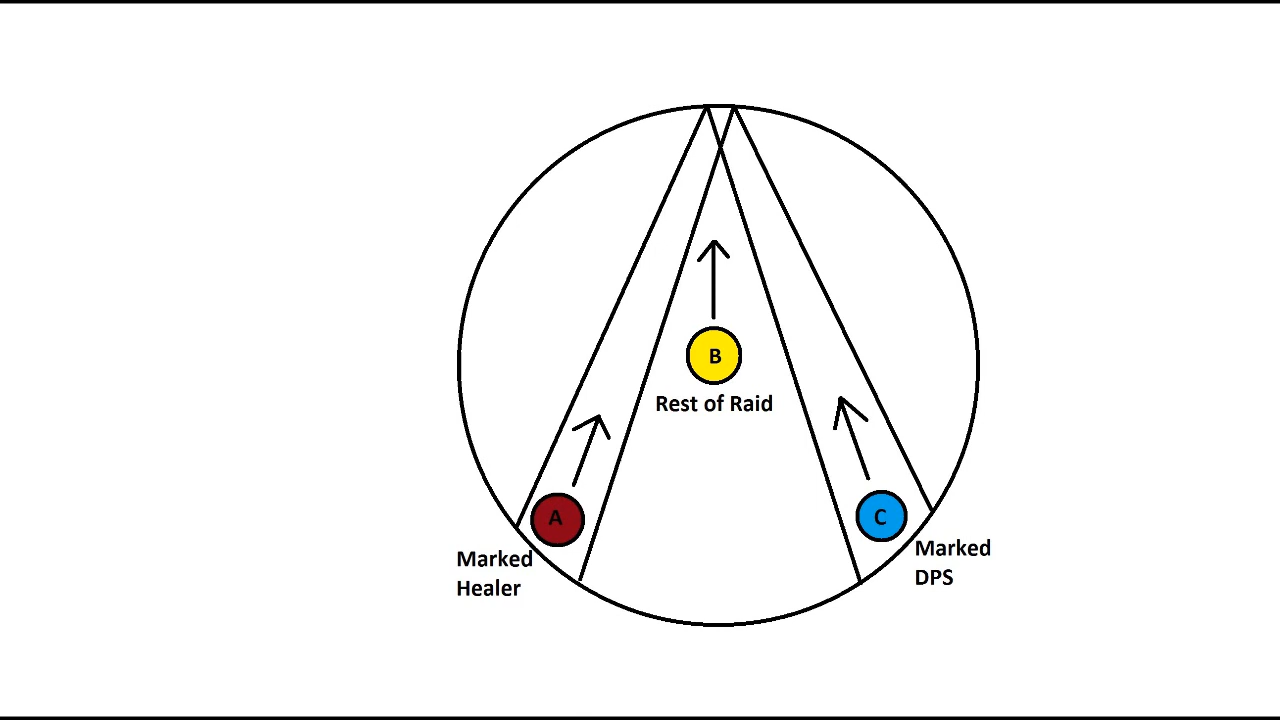 B
Rest of Raid
A
C
Marked
Healer
Marked
DPS